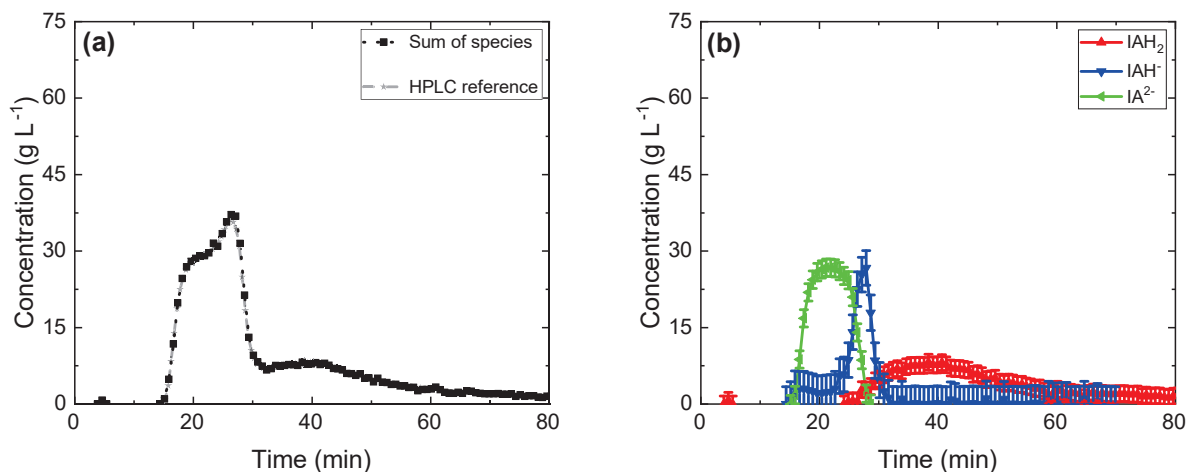 (a)
Sum of species
HPLC reference
75
60
45
30
15
0
Concentration (g L⁻¹)
0 20 40 60 80
Time (min)
(b)
IAH₂
IAH⁻
IA²⁻
75
60
45
30
15
0
Concentration (g L⁻¹)
0 20 40 60 80
Time (min)